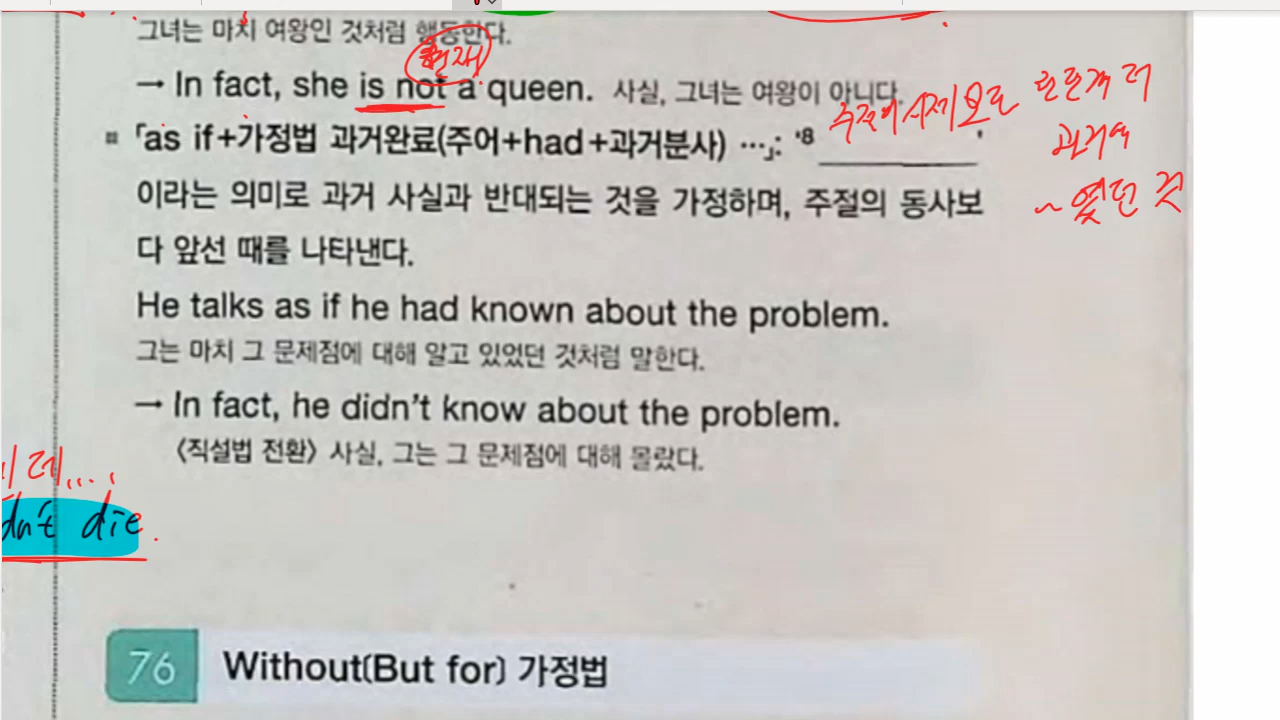 그녀는 마치 여왕인 것처럼 행동한다.
현재
→ In fact, she is not a queen. 사실, 그녀는 여왕이 아니다.
「as if+가정법 과거완료(주어+had+과거분사) …」: '8 '
이라는 의미로 과거 사실과 반대되는 것을 가정하며, 주절의 동사보
다 앞선 때를 나타낸다.
과거에
~였던 것
He talks as if he had known about the problem.
그는 마치 그 문제점에 대해 알고 있었던 것처럼 말한다.
→ In fact, he didn't know about the problem.
〈직설법 전환〉 사실, 그는 그 문제점에 대해 몰랐다.
데....
dn't die.
76 Without(But for) 가정법